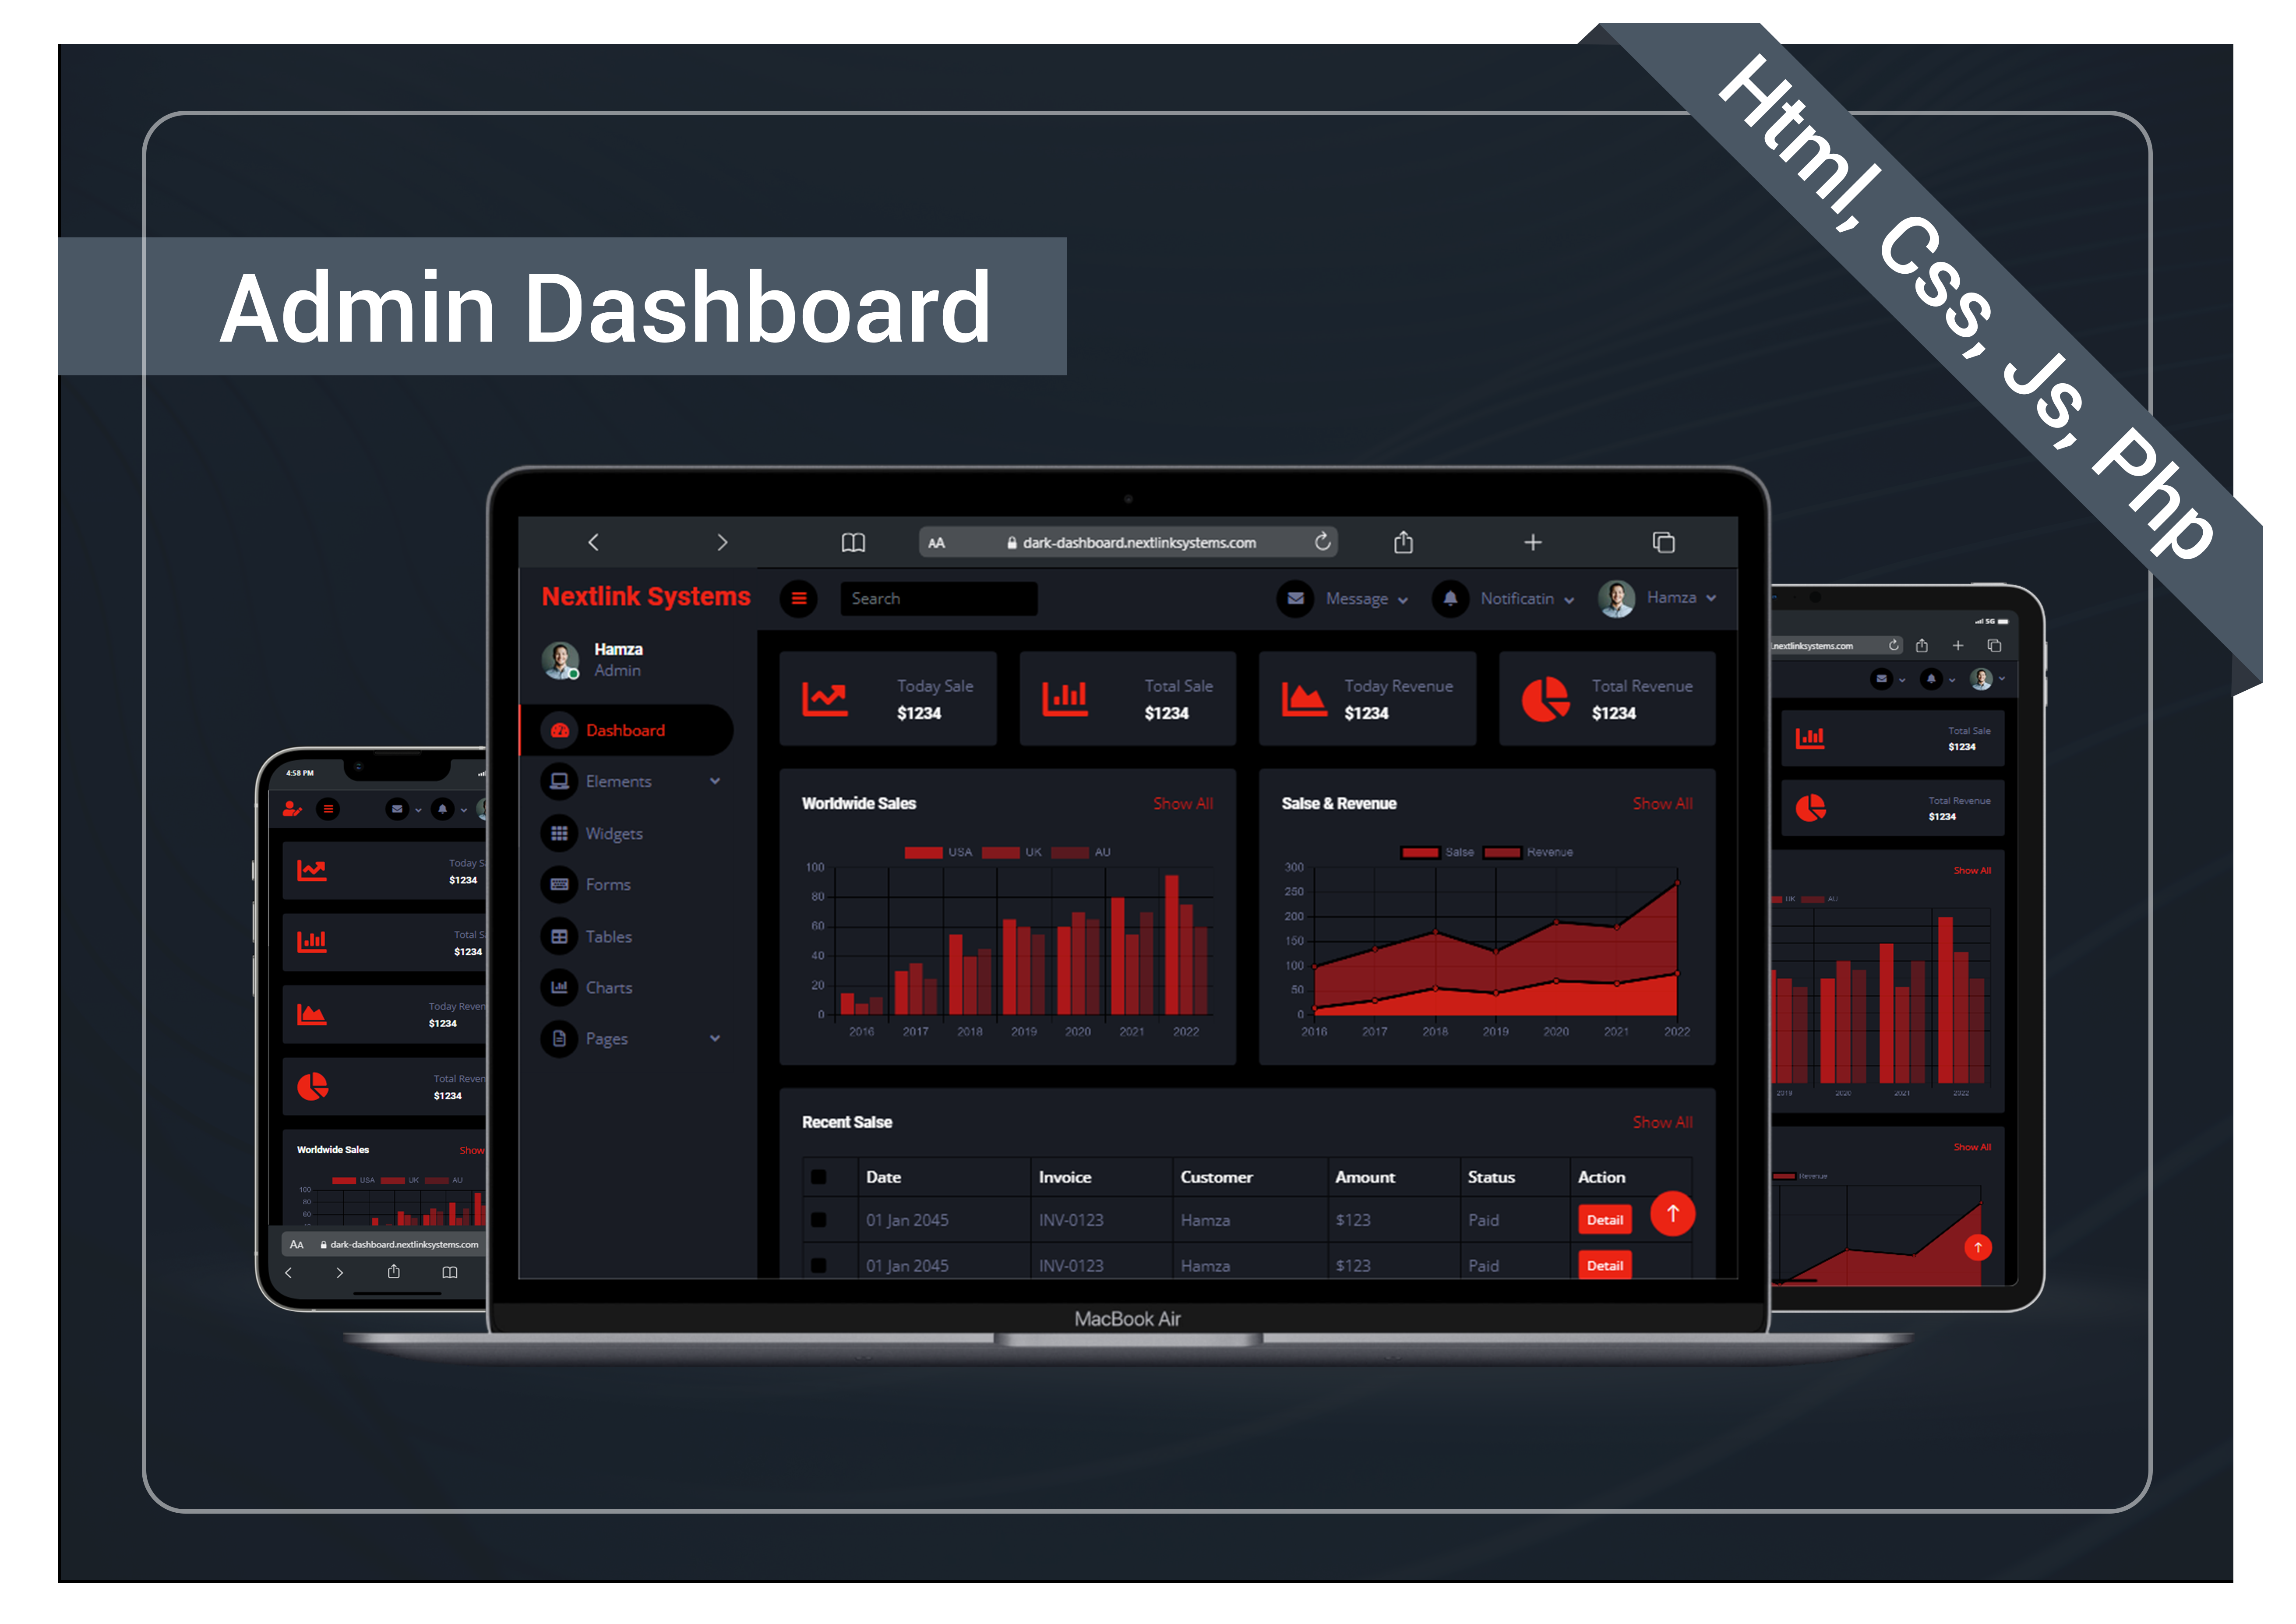 Html, Css, Js, Php
Admin Dashboard
AA dark-dashboard.nextlinksystems.com
Nextlink Systems
Search
Message
Notificatin
Hamza
Hamza
Admin
Dashboard
Elements
Widgets
Forms
Tables
Charts
Pages
Today Sale
$1234
Total Sale
$1234
Today Revenue
$1234
Total Revenue
$1234
Worldwide Sales Show All
USA UK AU
100
80
60
40
20
0
2016 2017 2018 2019 2020 2021 2022
Salse & Revenue Show All
Salse Revenue
300
250
200
150
100
50
0
2016 2017 2018 2019 2020 2021 2022
Recent Salse Show All
Date Invoice Customer Amount Status Action
01 Jan 2045 INV-0123 Hamza $123 Paid Detail
01 Jan 2045 INV-0123 Hamza $123 Paid Detail
MacBook Air
4:58 PM
Today S
$1234
Total S
$1234
Today Reven
$1234
Total Reven
$1234
Worldwide Sales Show
USA UK AU
100
80
60
AA dark-dashboard.nextlinksystems.com
5G
.nextlinksystems.com
Total Sale
$1234
Total Revenue
$1234
Show All
UK AU
2019 2020 2021 2022
Show All
Revenue